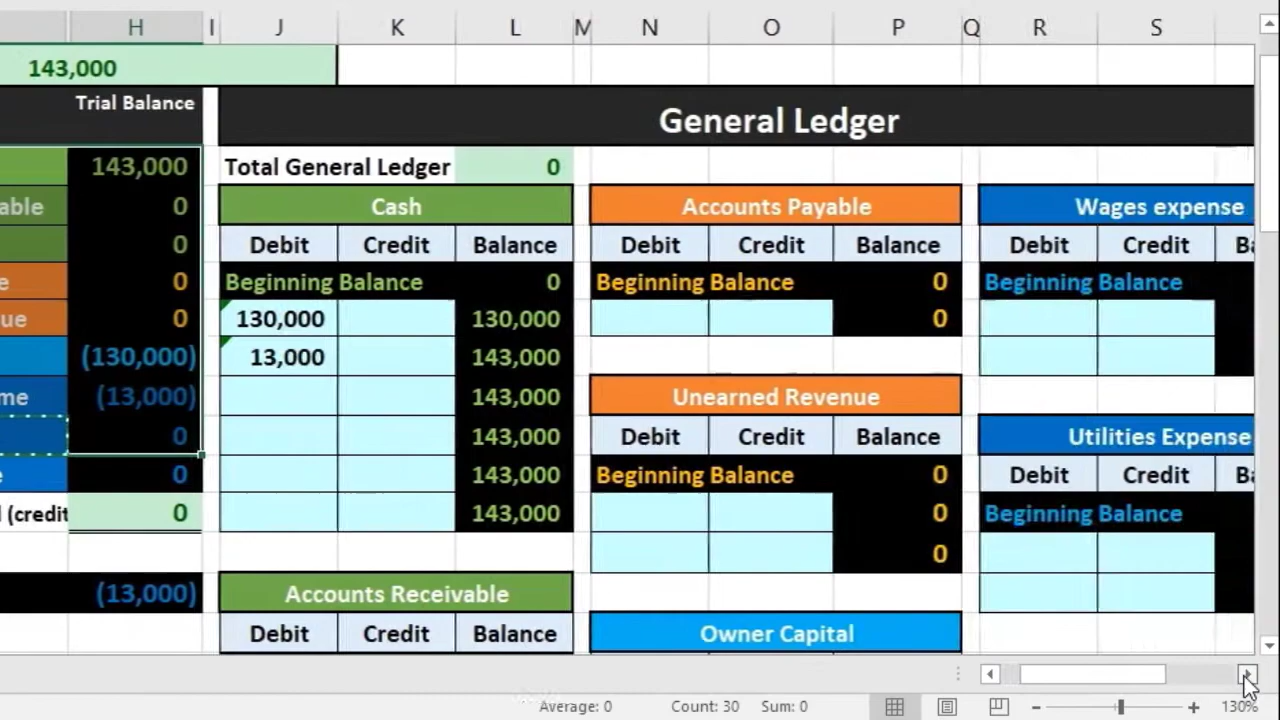 H I J K L M N O P Q R S
143,000
Trial Balance General Ledger
143,000 Total General Ledger 0
able 0 Cash Accounts Payable Wages expense
0 Debit Credit Balance Debit Credit Balance Debit Credit Ba
e 0 Beginning Balance 0 Beginning Balance 0 Beginning Balance
ue 0 130,000 130,000 0
(130,000) 13,000 143,000
me (13,000) 143,000 Unearned Revenue
0 143,000 Debit Credit Balance Utilities Expense
e 0 143,000 Beginning Balance 0 Debit Credit Ba
l (credit 0 143,000 0 Beginning Balance
0
(13,000) Accounts Receivable
Debit Credit Balance Owner Capital
Average: 0 Count: 30 Sum: 0 130%